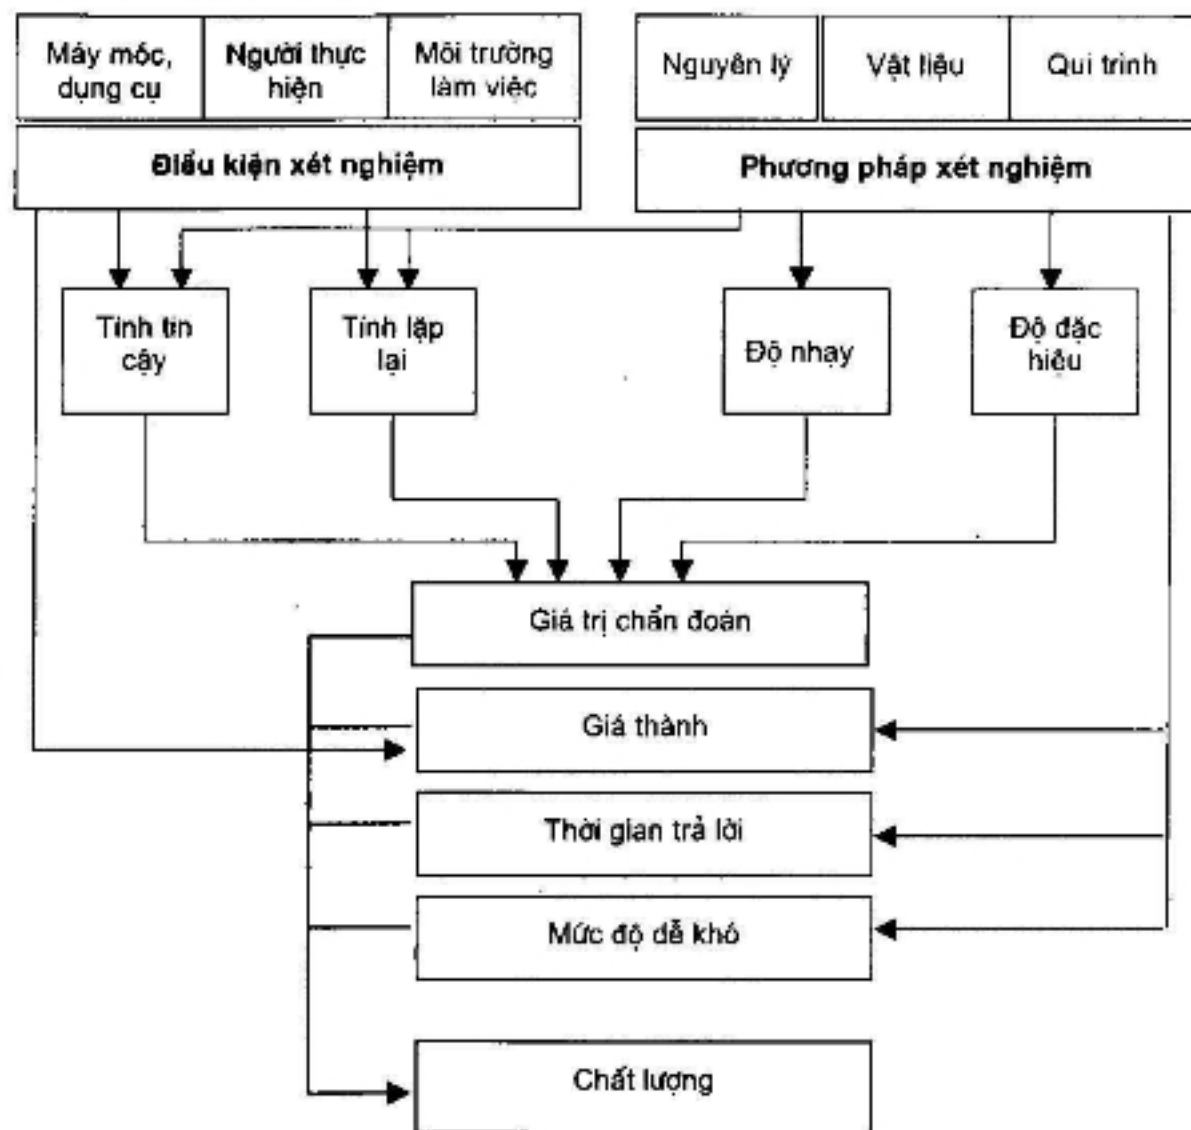 Máy móc,
dụng cụ
Người thực
hiện
Môi trường
làm việc
Nguyên lý
Vật liệu
Qui trình
Điều kiện xét nghiệm
Phương pháp xét nghiệm
Tính tin
cậy
Tính lặp
lại
Độ nhạy
Độ đặc
hiệu
Giá trị chẩn đoán
Giá thành
Thời gian trả lời
Mức độ dễ khó
Chất lượng